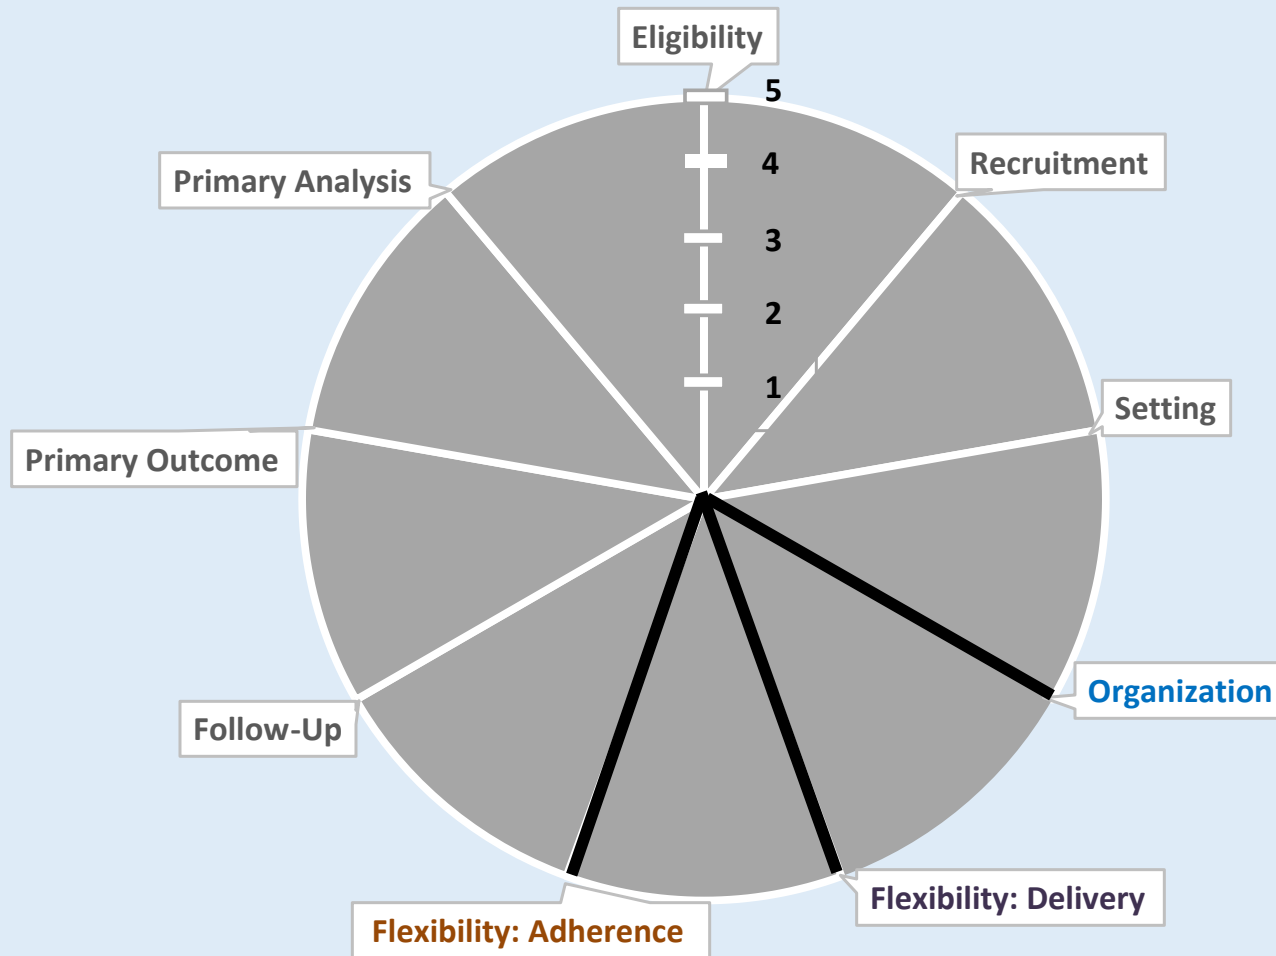 Eligibility
5
Recruitment
4
Primary Analysis
3
2
1
Setting
Primary Outcome
Organization
Follow-Up
Flexibility: Delivery
Flexibility: Adherence